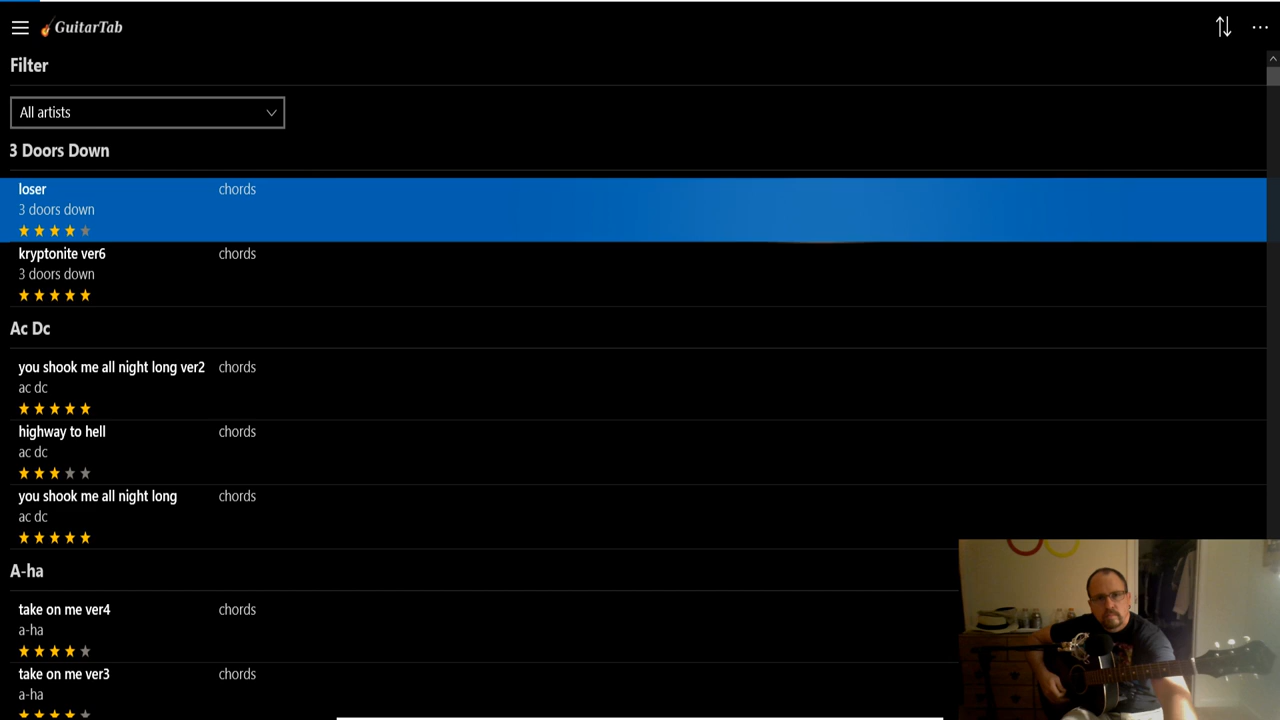 GuitarTab
Filter
All artists
3 Doors Down
loser chords
3 doors down
kryptonite ver6 chords
3 doors down
Ac Dc
you shook me all night long ver2 chords
ac dc
highway to hell chords
ac dc
you shook me all night long chords
ac dc
A-ha
take on me ver4 chords
a-ha
take on me ver3 chords
a-ha